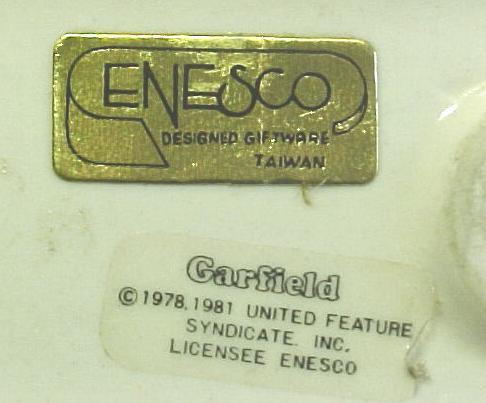 ENESCO
DESIGNED GIFTWARE
TAIWAN
Garfield
© 1978, 1981 UNITED FEATURE
SYNDICATE. INC.
LICENSEE ENESCO